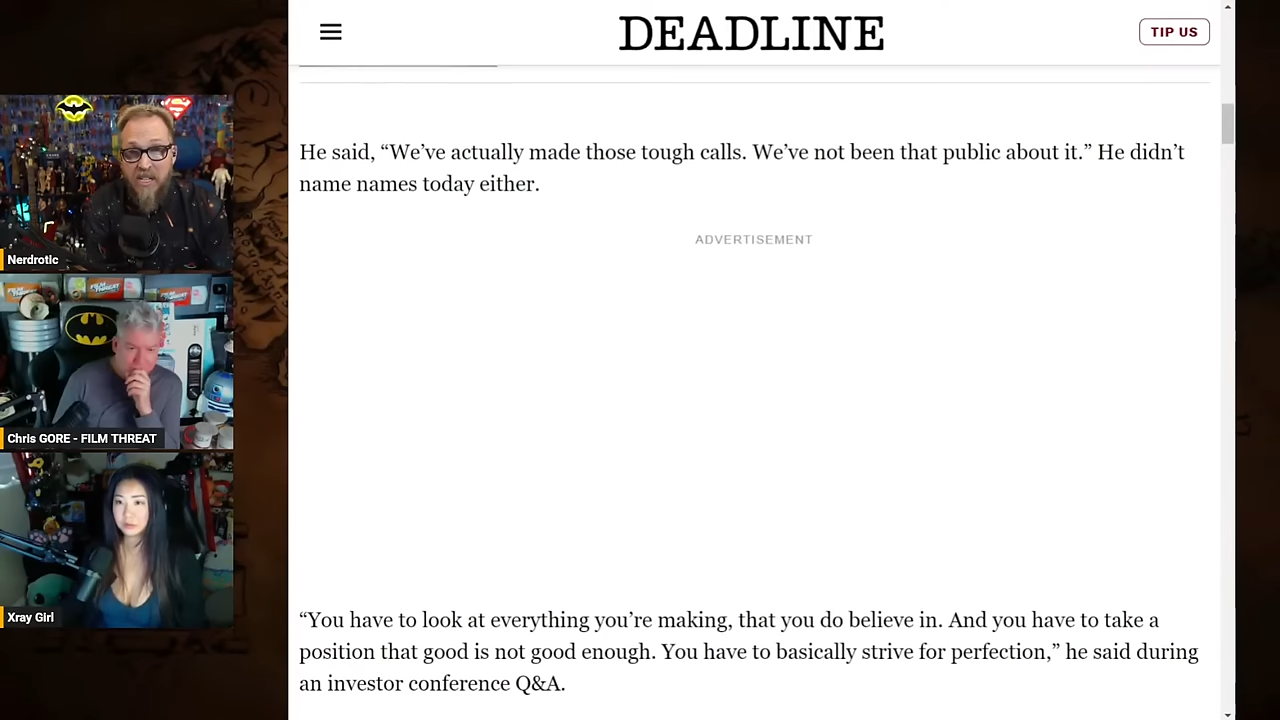 DEADLINE
TIP US
He said, “We’ve actually made those tough calls. We’ve not been that public about it.” He didn’t
name names today either.
ADVERTISEMENT
“You have to look at everything you’re making, that you do believe in. And you have to take a
position that good is not good enough. You have to basically strive for perfection,” he said during
an investor conference Q&A.
Nerdrotic
FILM THREAT
Chris GORE - FILM THREAT
Xray Girl